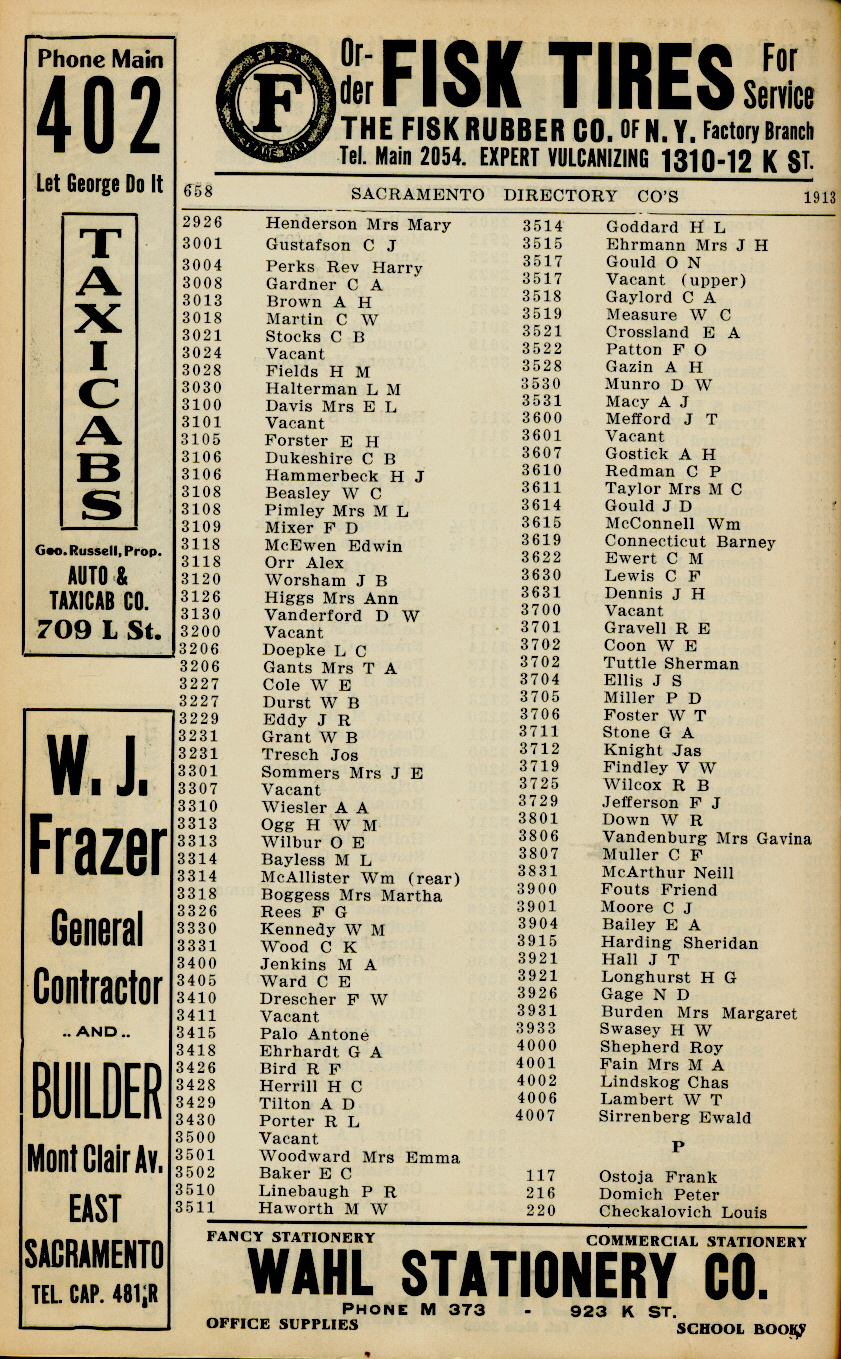 Phone Main
402
Let George Do It
TAXICABS
Geo. Russell, Prop.
AUTO &
TAXICAB CO.
709 L St.
W. J.
Frazer
General
Contractor
.. AND ..
BUILDER
Mont Clair Av.
EAST
SACRAMENTO
TEL. CAP. 481 R
F
Or-
der
FISK TIRES
For
Service
THE FISK RUBBER CO. OF N. Y. Factory Branch
Tel. Main 2054. EXPERT VULCANIZING 1310-12 K ST.
658 SACRAMENTO DIRECTORY CO'S 1913
2926 Henderson Mrs Mary
3001 Gustafson C J
3004 Perks Rev Harry
3008 Gardner C A
3013 Brown A H
3018 Martin C W
3021 Stocks C B
3024 Vacant
3028 Fields H M
3030 Halterman L M
3100 Davis Mrs E L
3101 Vacant
3105 Forster E H
3106 Dukeshire C B
3106 Hammerbeck H J
3108 Beasley W C
3108 Pimley Mrs M L
3109 Mixer F D
3118 McEwen Edwin
3118 Orr Alex
3120 Worsham J B
3126 Higgs Mrs Ann
3130 Vanderford D W
3200 Vacant
3206 Doepke L C
3206 Gants Mrs T A
3227 Cole W E
3227 Durst W B
3229 Eddy J R
3231 Grant W B
3231 Tresch Jos
3301 Sommers Mrs J E
3307 Vacant
3310 Wiesler A A
3313 Ogg H W M
3313 Wilbur O E
3314 Bayless M L
3314 McAllister Wm (rear)
3318 Boggess Mrs Martha
3326 Rees F G
3330 Kennedy W M
3331 Wood C K
3400 Jenkins M A
3405 Ward C E
3410 Drescher F W
3411 Vacant
3415 Palo Antone
3418 Ehrhardt G A
3426 Bird R F
3428 Herrill H C
3429 Tilton A D
3430 Porter R L
3500 Vacant
3501 Woodward Mrs Emma
3502 Baker E C
3510 Linebaugh P R
3511 Haworth M W
3514 Goddard H L
3515 Ehrmann Mrs J H
3517 Gould O N
3517 Vacant (upper)
3518 Gaylord C A
3519 Measure W C
3521 Crossland E A
3522 Patton F O
3528 Gazin A H
3530 Munro D W
3531 Macy A J
3600 Mefford J T
3601 Vacant
3607 Gostick A H
3610 Redman C P
3611 Taylor Mrs M C
3614 Gould J D
3615 McConnell Wm
3619 Connecticut Barney
3622 Ewert C M
3630 Lewis C F
3631 Dennis J H
3700 Vacant
3701 Gravell R E
3702 Coon W E
3702 Tuttle Sherman
3704 Ellis J S
3705 Miller P D
3706 Foster W T
3711 Stone G A
3712 Knight Jas
3719 Findley V W
3725 Wilcox R B
3729 Jefferson F J
3801 Down W R
3806 Vandenburg Mrs Gavina
3807 Muller C F
3831 McArthur Neill
3900 Fouts Friend
3901 Moore C J
3904 Bailey E A
3915 Harding Sheridan
3921 Hall J T
3921 Longhurst H G
3926 Gage N D
3931 Burden Mrs Margaret
3933 Swasey H W
4000 Shepherd Roy
4001 Fain Mrs M A
4002 Lindskog Chas
4006 Lambert W T
4007 Sirrenberg Ewald
P
117 Ostoja Frank
216 Domich Peter
220 Checkalovich Louis
FANCY STATIONERY COMMERCIAL STATIONERY
WAHL STATIONERY CO.
PHONE M 373 - 923 K ST.
OFFICE SUPPLIES SCHOOL BOOKS